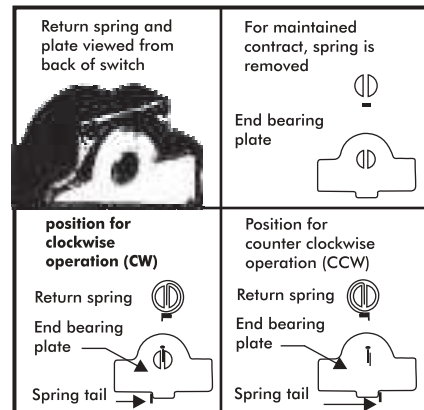 Return spring and
plate viewed from
back of switch
For maintained
contract, spring is
removed
End bearing
plate
position for
clockwise
operation (CW)
Return spring
End bearing
plate
Spring tail
Position for
counter clockwise
operation (CCW)
Return spring
End bearing
plate
Spring tail